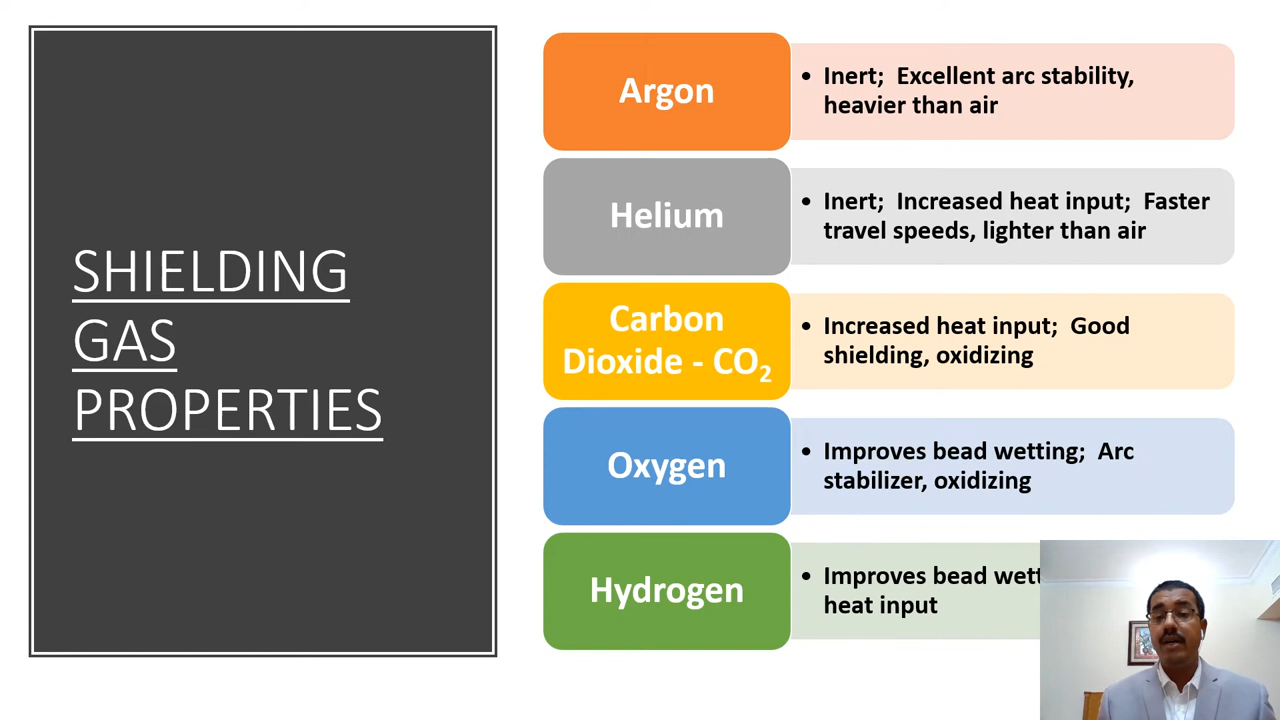 SHIELDING
GAS
PROPERTIES
Argon
• Inert; Excellent arc stability,
heavier than air
Helium
• Inert; Increased heat input; Faster
travel speeds, lighter than air
Carbon
Dioxide - CO₂
• Increased heat input; Good
shielding, oxidizing
Oxygen
• Improves bead wetting; Arc
stabilizer, oxidizing
Hydrogen
• Improves bead
heat input